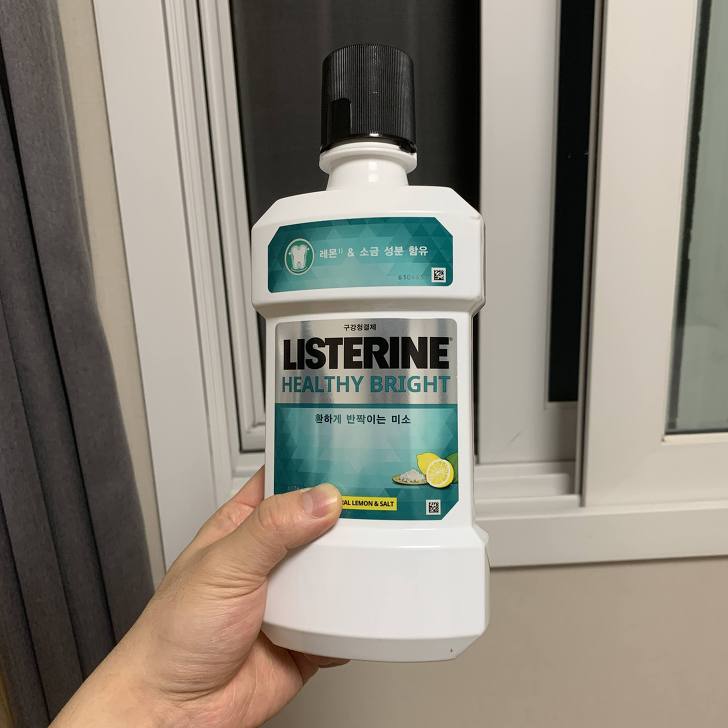 레몬¹⁾ & 소금 성분 함유
구강청결제
LISTERINE®
HEALTHY BRIGHT
환하게 반짝이는 미소
LEMON & SALT